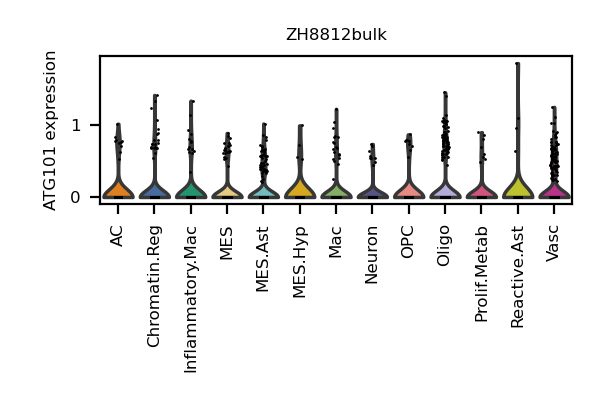 ZH8812bulk
ATG101 expression
1
0
AC
Chromatin.Reg
Inflammatory.Mac
MES
MES.Ast
MES.Hyp
Mac
Neuron
OPC
Oligo
Prolif.Metab
Reactive.Ast
Vasc